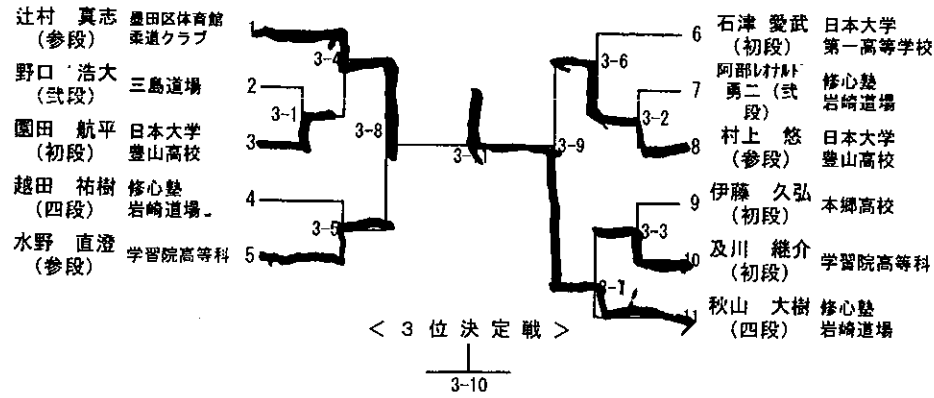 辻村 真志 墨田区体育館
(参段) 柔道クラブ
1
3-4
野口 浩大
(弐段) 三島道場 2
3-1
園田 航平 日本大学
(初段) 豊山高校 3
3-8
越田 祐樹 修心塾
(四段) 岩崎道場 4
3-5
水野 直澄
(参段) 学習院高等科 5
6 石津 愛武 日本大学
(初段) 第一高等学校
3-6
阿部レオナルド
7 勇二(弐段) 修心塾
岩崎道場
3-2
8 村上 悠 日本大学
(参段) 豊山高校
3-9
9 伊藤 久弘
(初段) 本郷高校
3-3
10 及川 継介
(初段) 学習院高等科
3-7
11 秋山 大樹 修心塾
(四段) 岩崎道場
<3位決定戦>
3-10